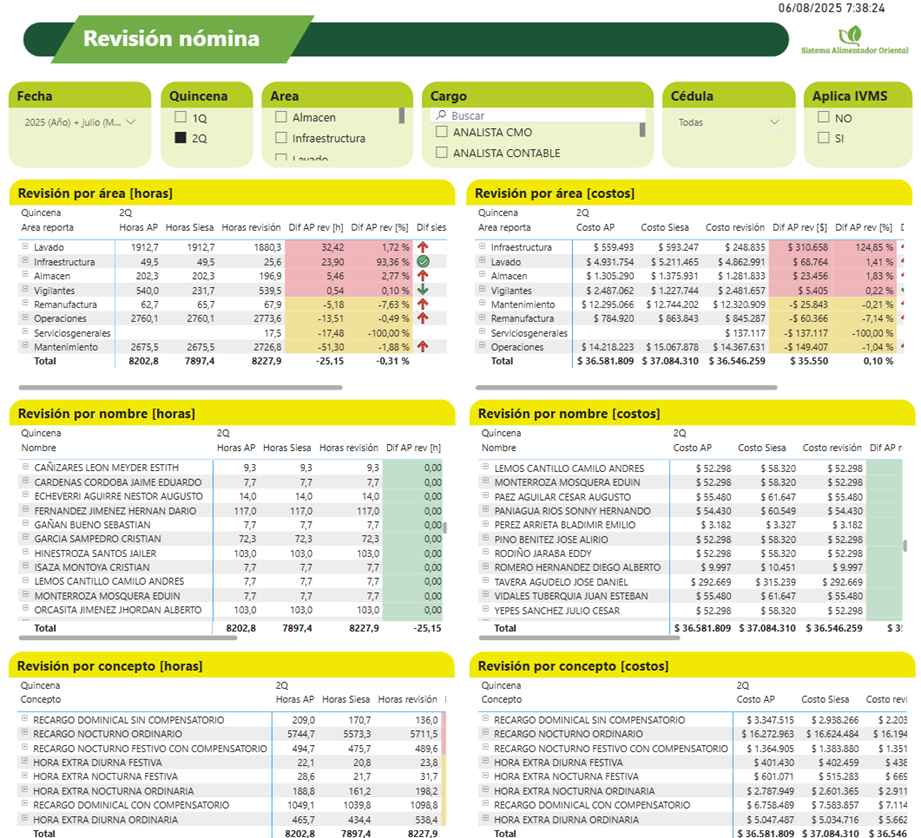 06/08/2025 7:38:24
Revisión nómina
Sistema Alimentador Oriental
Fecha
2025 (Año) + julio (M...
Quincena
1Q
2Q
Area
Almacen
Infraestructura
Lavado
Cargo
Buscar
ANALISTA CMO
ANALISTA CONTABLE
Cédula
Todas
Aplica IVMS
NO
SI
Revisión por área [horas]
Quincena 2Q
Area reporta Horas AP Horas Siesa Horas revisión Dif AP rev [h] Dif AP rev [%] Dif sies
Lavado 1912,7 1912,7 1880,3 32,42 1,72 %
Infraestructura 49,5 49,5 25,6 23,90 93,36 %
Almacen 202,3 202,3 196,9 5,46 2,77 %
Vigilantes 540,0 231,7 539,5 0,54 0,10 %
Remanufactura 62,7 65,7 67,9 -5,18 -7,63 %
Operaciones 2760,1 2760,1 2773,6 -13,51 -0,49 %
Serviciosgenerales 17,5 -17,48 -100,00 %
Mantenimiento 2675,5 2675,5 2726,8 -51,30 -1,88 %
Total 8202,8 7897,4 8227,9 -25,15 -0,31 %
Revisión por área [costos]
Quincena 2Q
Area reporta Costo AP Costo Siesa Costo revisión Dif AP rev [$] Dif AP rev [%]
Infraestructura $ 559.493 $ 593.247 $ 248.835 $ 310.658 124,85 %
Lavado $ 4.931.754 $ 5.211.465 $ 4.862.991 $ 68.764 1,41 %
Almacen $ 1.305.290 $ 1.375.931 $ 1.281.833 $ 23.456 1,83 %
Vigilantes $ 2.487.062 $ 1.227.744 $ 2.481.657 $ 5.405 0,22 %
Mantenimiento $ 12.295.066 $ 12.744.202 $ 12.320.909 -$ 25.843 -0,21 %
Remanufactura $ 784.920 $ 863.843 $ 845.287 -$ 60.366 -7,14 %
Serviciosgenerales $ 137.117 -$ 137.117 -100,00 %
Operaciones $ 14.218.223 $ 15.067.878 $ 14.367.631 -$ 149.407 -1,04 %
Total $ 36.581.809 $ 37.084.310 $ 36.546.259 $ 35.550 0,10 %
Revisión por nombre [horas]
Quincena 2Q
Nombre Horas AP Horas Siesa Horas revisión Dif AP rev [h]
CAÑIZARES LEON MEYDER ESTITH 9,3 9,3 9,3 0,00
CARDENAS CORDOBA JAIME EDUARDO 7,7 7,7 7,7 0,00
ECHEVERRI AGUIRRE NESTOR AUGUSTO 14,0 14,0 14,0 0,00
FERNANDEZ JIMENEZ HERNAN DARIO 117,0 117,0 117,0 0,00
GAÑAN BUENO SEBASTIAN 7,7 7,7 7,7 0,00
GARCIA SAMPEDRO CRISTIAN 72,3 72,3 72,3 0,00
HINESTROZA SANTOS JAILER 103,0 103,0 103,0 0,00
ISAZA MONTOYA CRISTIAN 7,7 7,7 7,7 0,00
LEMOS CANTILLO CAMILO ANDRES 7,7 7,7 7,7 0,00
MONTERROZA MOSQUERA EDUIN 7,7 7,7 7,7 0,00
ORCASITA JIMENEZ JHORDAN ALBERTO 103,0 103,0 103,0 0,00
Total 8202,8 7897,4 8227,9 -25,15
Revisión por nombre [costos]
Quincena 2Q
Nombre Costo AP Costo Siesa Costo revisión Dif AP r
LEMOS CANTILLO CAMILO ANDRES $ 52.298 $ 58.320 $ 52.298
MONTERROZA MOSQUERA EDUIN $ 52.298 $ 58.320 $ 52.298
PAEZ AGUILAR CESAR AUGUSTO $ 55.480 $ 61.647 $ 55.480
PANIAGUA RIOS SONNY HERNANDO $ 54.430 $ 60.549 $ 54.430
PEREZ ARRIETA BLADIMIR EMILIO $ 3.182 $ 3.327 $ 3.182
PINO BENITEZ JOSE ALIRIO $ 52.298 $ 58.320 $ 52.298
RODIÑO JARABA EDDY $ 52.298 $ 58.320 $ 52.298
ROMERO HERNANDEZ DIEGO ALBERTO $ 9.997 $ 10.451 $ 9.997
TAVERA AGUDELO JOSE DANIEL $ 292.669 $ 315.239 $ 292.669
VIDALES TUBERQUIA JUAN ESTEBAN $ 55.480 $ 61.647 $ 55.480
YEPES SANCHEZ JULIO CESAR $ 52.298 $ 58.320 $ 52.298
Total $ 36.581.809 $ 37.084.310 $ 36.546.259 $ 3
Revisión por concepto [horas]
Quincena 2Q
Concepto Horas AP Horas Siesa Horas revisión
RECARGO DOMINICAL SIN COMPENSATORIO 209,0 170,7 136,0
RECARGO NOCTURNO ORDINARIO 5744,7 5573,3 5711,5
RECARGO NOCTURNO FESTIVO CON COMPENSATORIO 494,4 475,7 489,6
HORA EXTRA DIURNA FESTIVA 22,1 20,8 23,8
HORA EXTRA NOCTURNA FESTIVA 28,6 21,7 31,7
HORA EXTRA NOCTURNA ORDINARIA 188,8 161,2 198,2
RECARGO DOMINICAL CON COMPENSATORIO 1049,1 1039,8 1098,8
HORA EXTRA DIURNA ORDINARIA 465,7 434,4 538,4
Total 8202,8 7897,4 8227,9
Revisión por concepto [costos]
Quincena 2Q
Concepto Costo AP Costo Siesa Costo revi
RECARGO DOMINICAL SIN COMPENSATORIO $ 3.347.515 $ 2.938.266 $ 2.203
RECARGO NOCTURNO ORDINARIO $ 16.272.963 $ 16.624.484 $ 16.194
RECARGO NOCTURNO FESTIVO CON COMPENSATORIO $ 1.364.905 $ 1.383.880 $ 1.351
HORA EXTRA DIURNA FESTIVA $ 401.430 $ 402.459 $ 438
HORA EXTRA NOCTURNA FESTIVA $ 601.071 $ 515.283 $ 669
HORA EXTRA NOCTURNA ORDINARIA $ 2.787.949 $ 2.601.365 $ 2.911
RECARGO DOMINICAL CON COMPENSATORIO $ 6.758.489 $ 7.583.857 $ 7.114
HORA EXTRA DIURNA ORDINARIA $ 5.047.487 $ 5.034.716 $ 5.662
Total $ 36.581.809 $ 37.084.310 $ 36.546